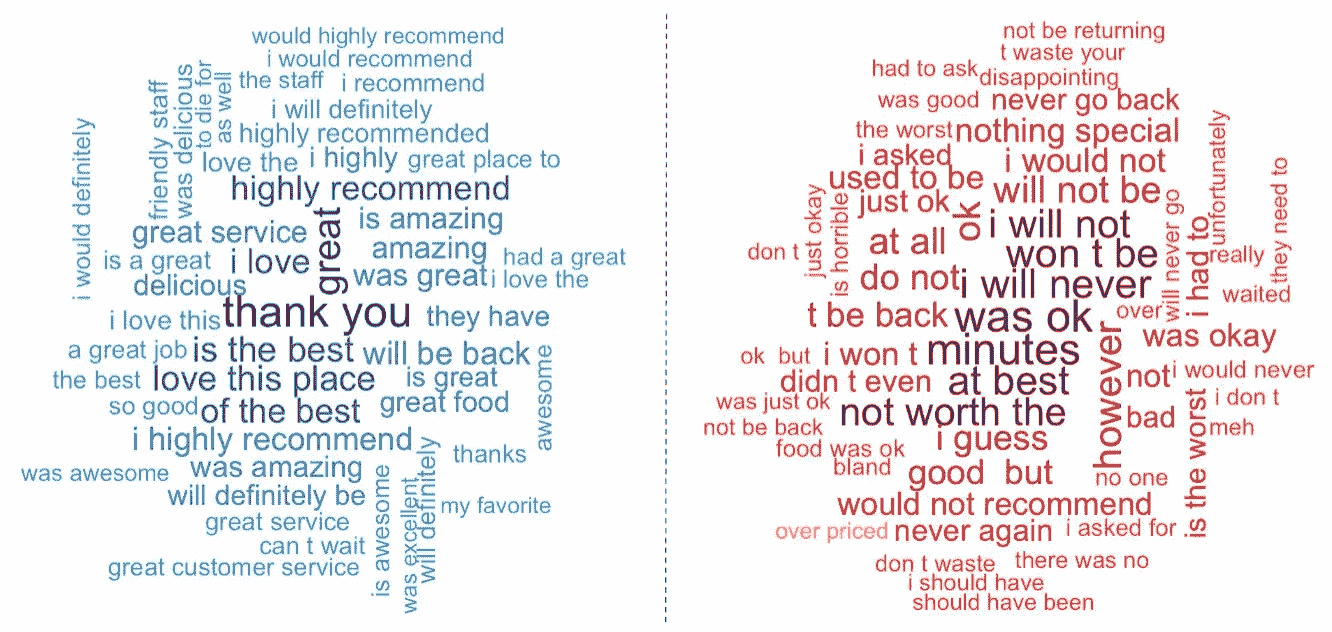 would highly recommend
i would recommend
the staff
i recommend
i will definitely
highly recommended
friendly staff
was delicious
to die for
as well
i would definitely
love the
i highly
great place to
highly recommend
great
is amazing
great service
amazing
is a great
i love
had a great
was great
i love the
delicious
thank you
i love this
they have
a great job
is the best
will be back
the best
love this place
is great
awesome
so good
of the best
great food
i highly recommend
thanks
was awesome
was amazing
will definitely be
is awesome
was excellent
will definitely
my favorite
great service
can t wait
great customer service
not be returning
t waste your
had to ask
disappointing
was good
never go back
the worst
nothing special
i asked
i would not
used to be
will not be
just okay
is horrible
just ok
ok
i will not
will never go
i had to
unfortunately
they need to
don t
at all
won t be
really
do not
i will never
waited
t be back
was ok
over
was okay
ok but
i won t
minutes
however
didn t even
at best
not
i would never
was just ok
not worth the
bad
i don t
not be back
i guess
meh
food was ok
bland
good but
no one
is the worst
would not recommend
over priced
never again
i asked for
don t waste
there was no
i should have
should have been